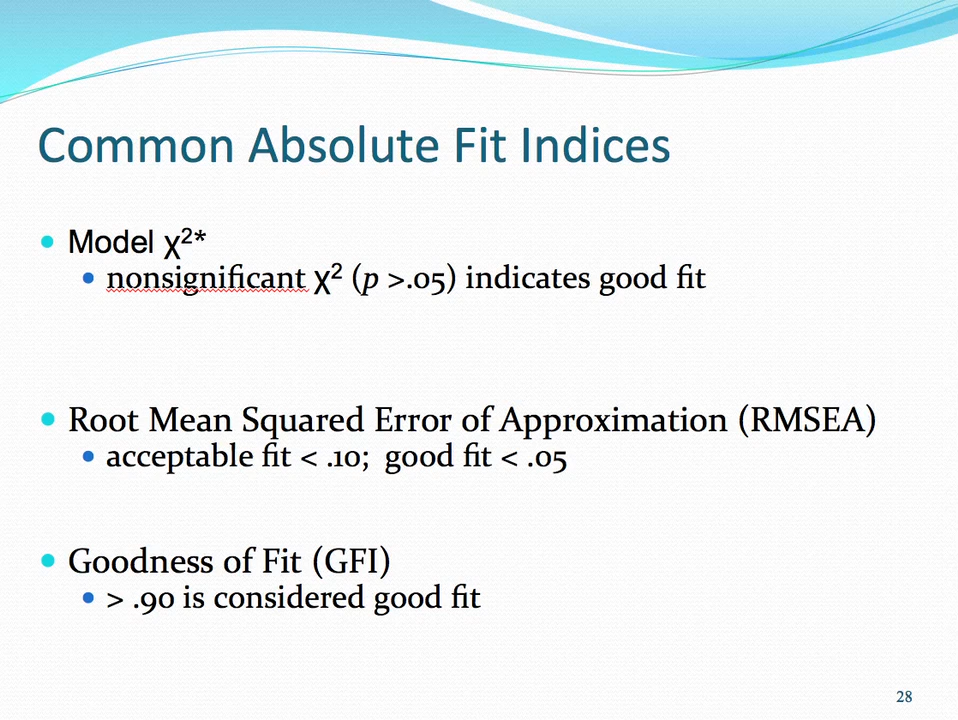 Common Absolute Fit Indices
Model χ²*
nonsignificant χ² (p >.05) indicates good fit
Root Mean Squared Error of Approximation (RMSEA)
acceptable fit < .10; good fit < .05
Goodness of Fit (GFI)
> .90 is considered good fit
28